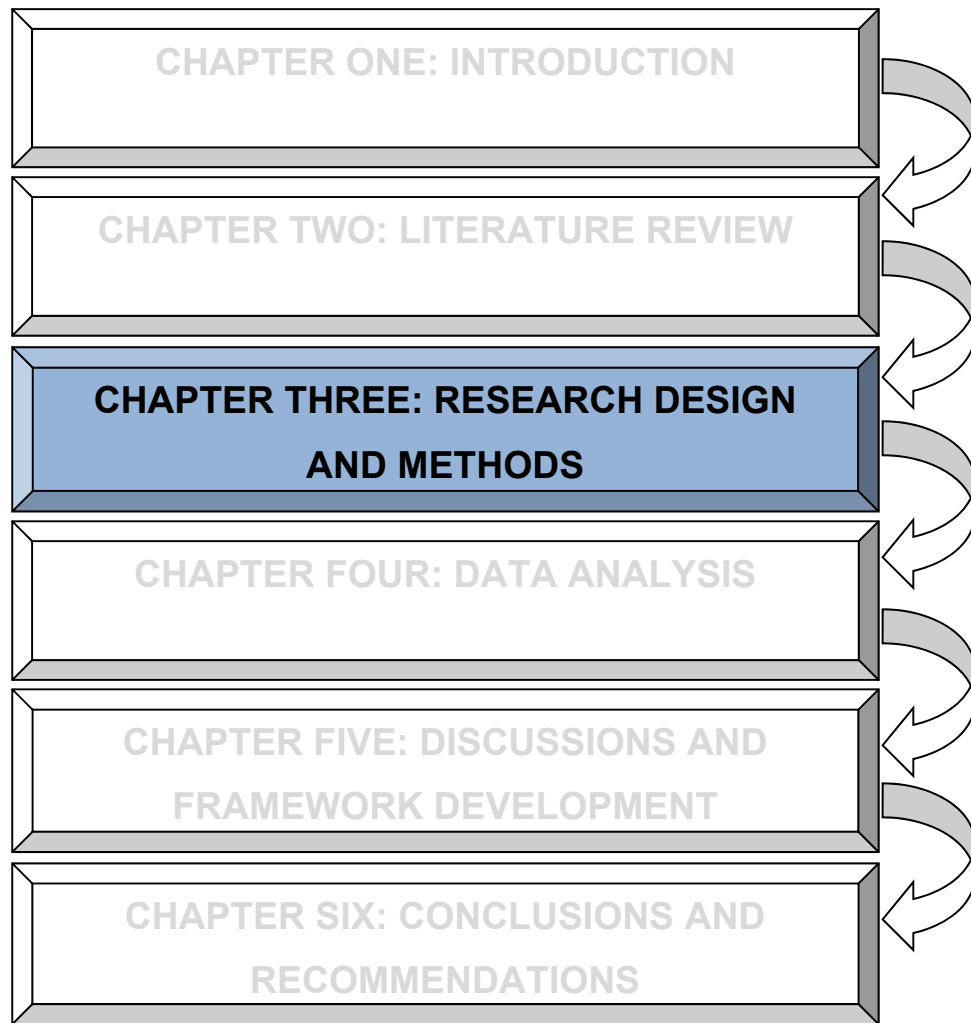 CHAPTER ONE: INTRODUCTION
CHAPTER TWO: LITERATURE REVIEW
CHAPTER THREE: RESEARCH DESIGN
AND METHODS
CHAPTER FOUR: DATA ANALYSIS
CHAPTER FIVE: DISCUSSIONS AND
FRAMEWORK DEVELOPMENT
CHAPTER SIX: CONCLUSIONS AND
RECOMMENDATIONS